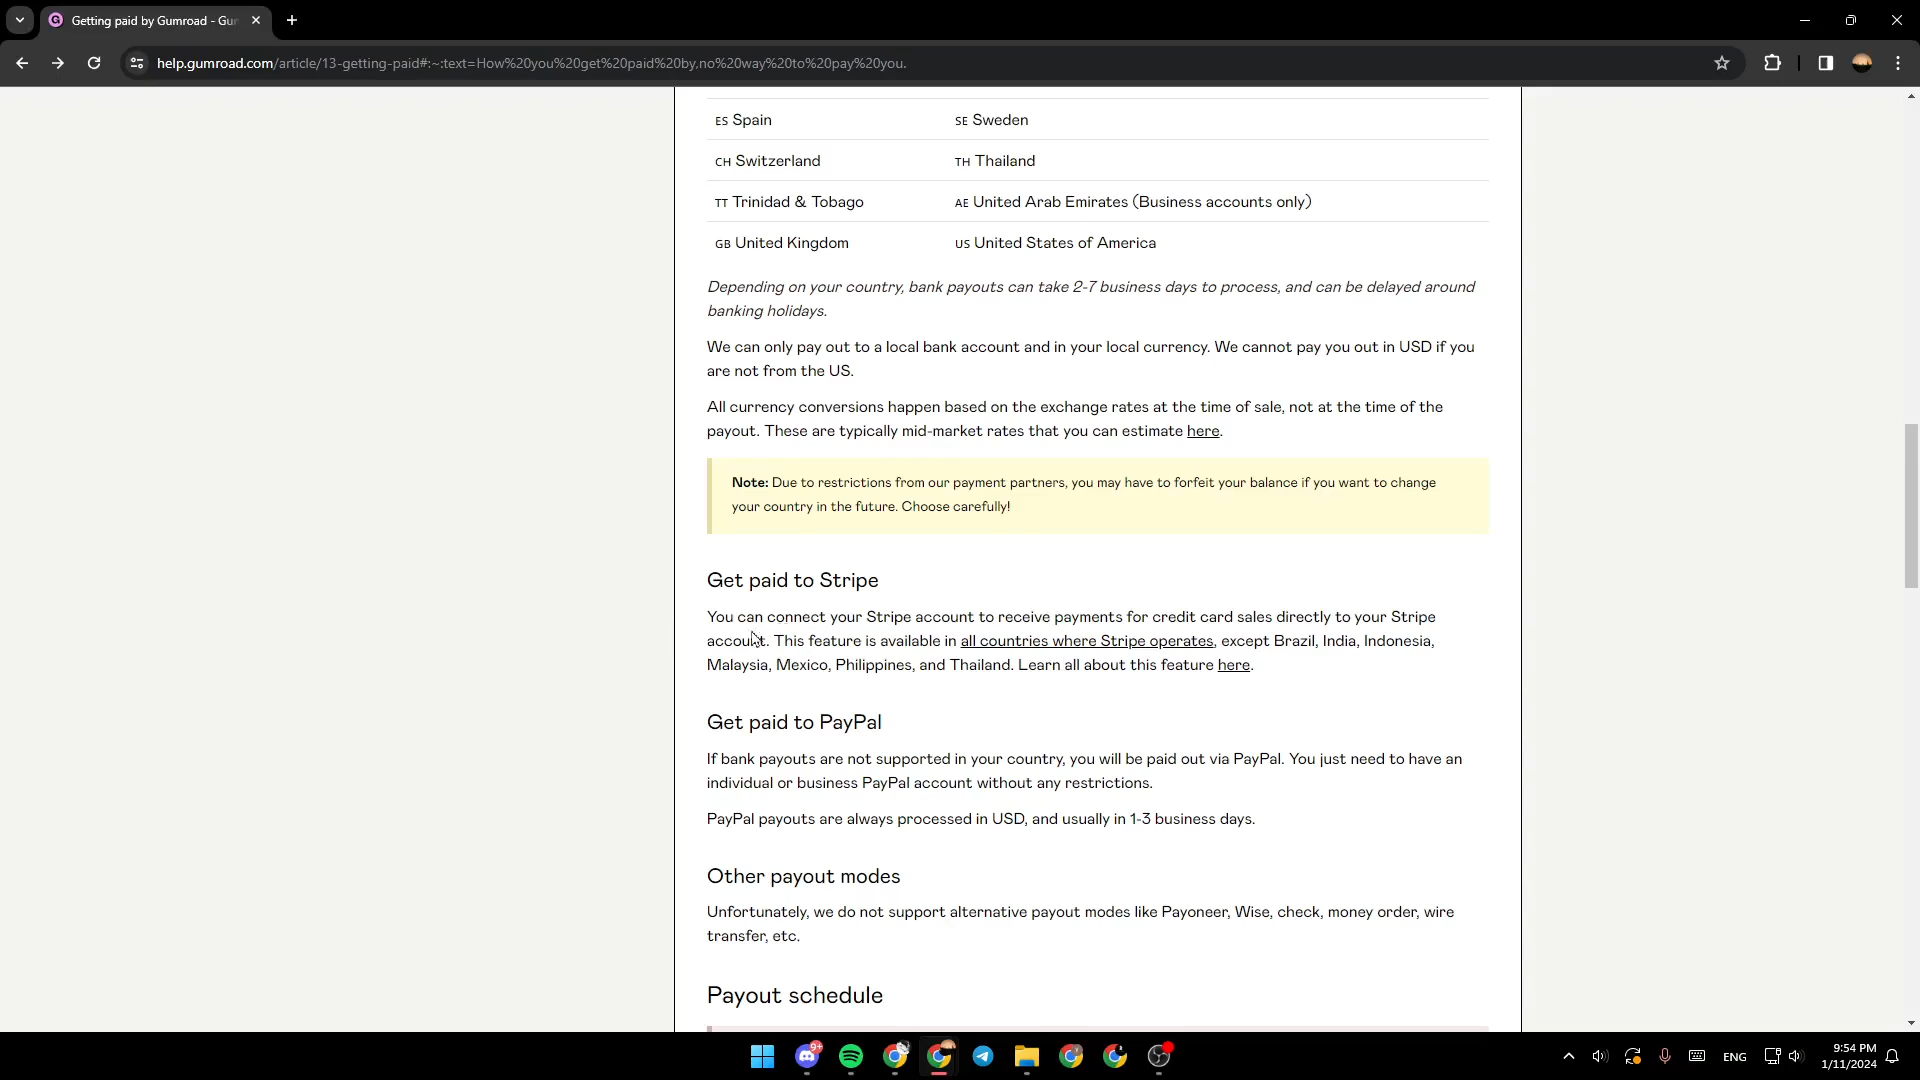 Getting paid by Gumroad - Gu
help.gumroad.com/article/13-getting-paid#:~:text=How%20you%20get%20paid%20by,no%20way%20to%20pay%20you.
ES Spain
SE Sweden
CH Switzerland
TH Thailand
TT Trinidad & Tobago
AE United Arab Emirates (Business accounts only)
GB United Kingdom
US United States of America
Depending on your country, bank payouts can take 2-7 business days to process, and can be delayed around
banking holidays.
We can only pay out to a local bank account and in your local currency. We cannot pay you out in USD if you
are not from the US.
All currency conversions happen based on the exchange rates at the time of sale, not at the time of the
payout. These are typically mid-market rates that you can estimate here.
Note: Due to restrictions from our payment partners, you may have to forfeit your balance if you want to change
your country in the future. Choose carefully!
Get paid to Stripe
You can connect your Stripe account to receive payments for credit card sales directly to your Stripe
account. This feature is available in all countries where Stripe operates, except Brazil, India, Indonesia,
Malaysia, Mexico, Philippines, and Thailand. Learn all about this feature here.
Get paid to PayPal
If bank payouts are not supported in your country, you will be paid out via PayPal. You just need to have an
individual or business PayPal account without any restrictions.
PayPal payouts are always processed in USD, and usually in 1-3 business days.
Other payout modes
Unfortunately, we do not support alternative payout modes like Payoneer, Wise, check, money order, wire
transfer, etc.
Payout schedule
9+
ENG
9:54 PM
1/11/2024